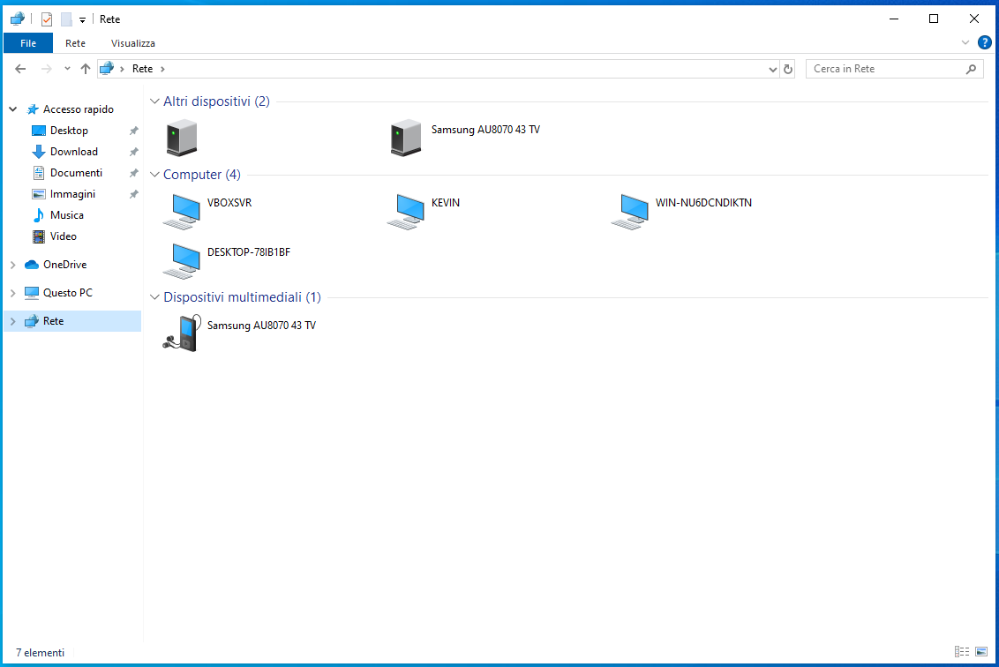 Rete
File Rete Visualizza
Rete Cerca in Rete
Accesso rapido
Desktop
Download
Documenti
Immagini
Musica
Video
OneDrive
Questo PC
Rete
Altri dispositivi (2)
Samsung AU8070 43 TV
Computer (4)
VBOXSVR
KEVIN
WIN-NU6DCNDIKTN
DESKTOP-78IB1BF
Dispositivi multimediali (1)
Samsung AU8070 43 TV
7 elementi